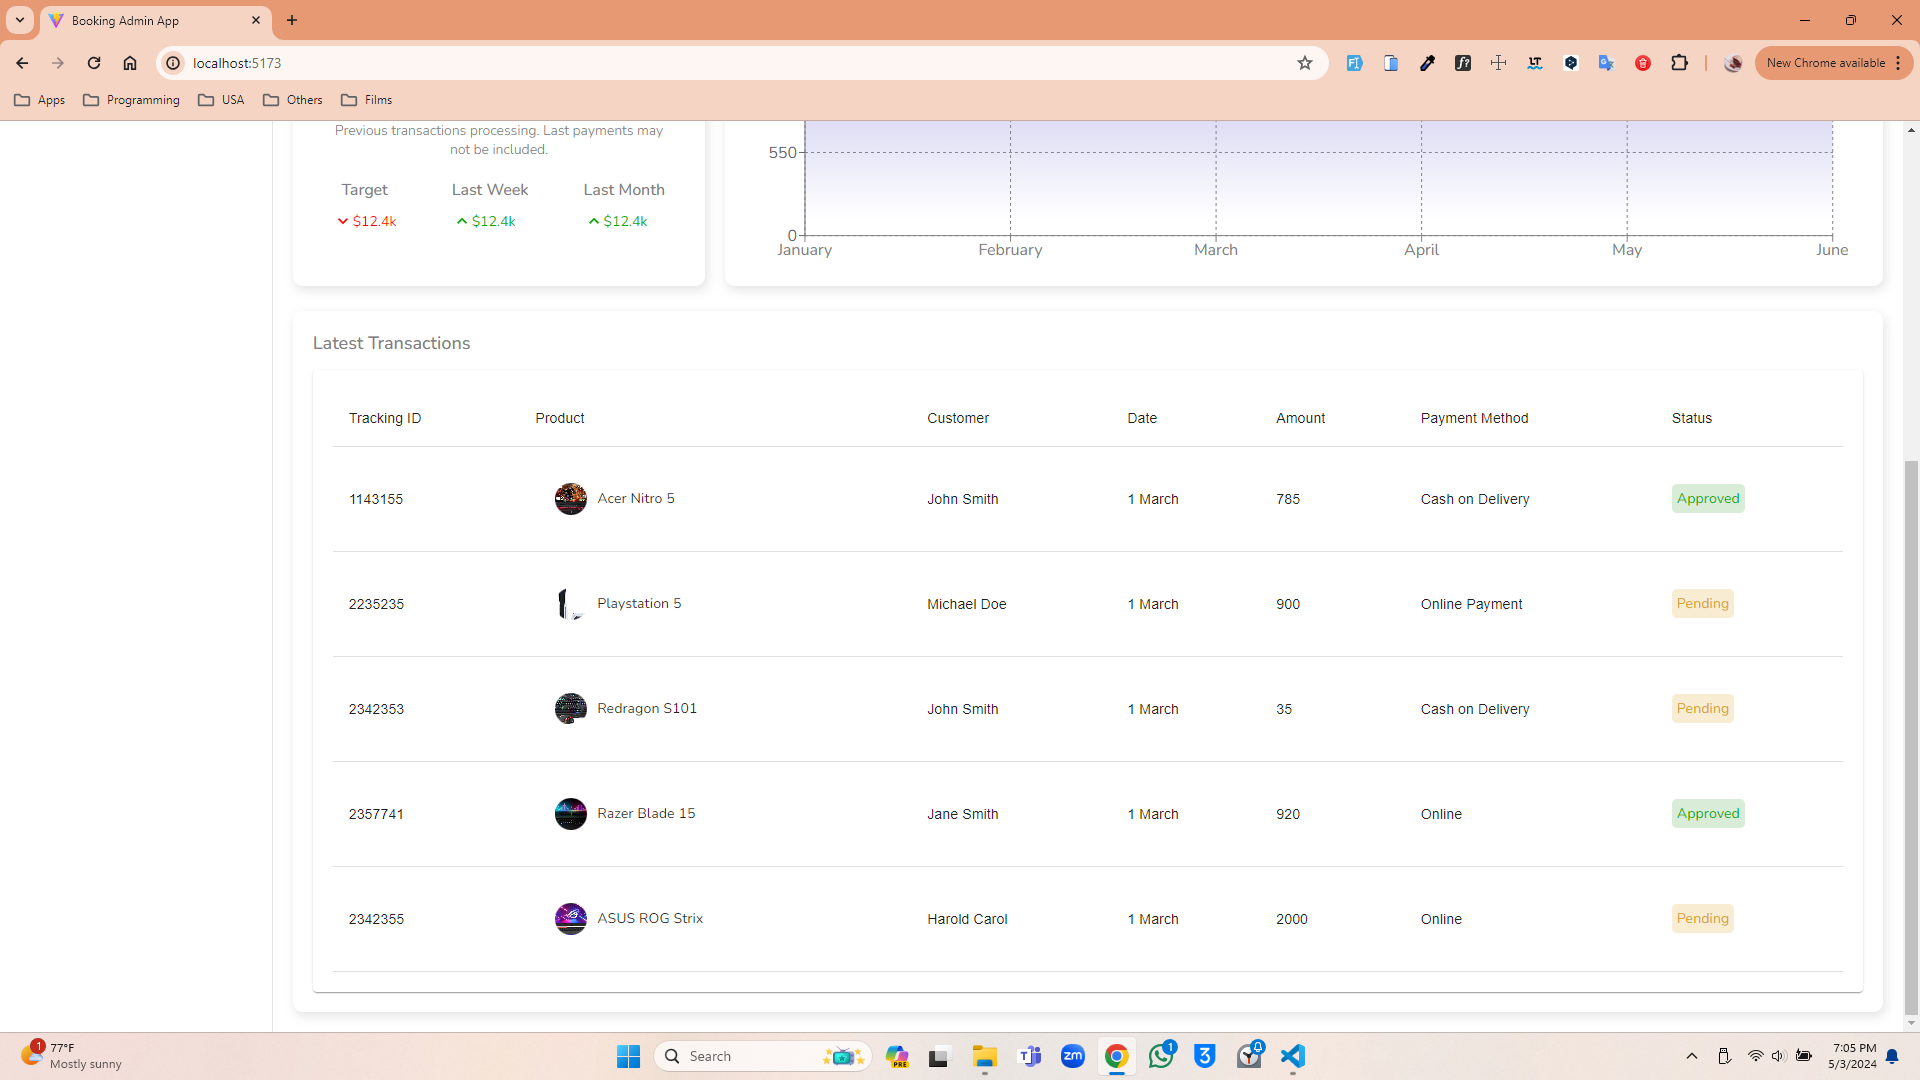 Booking Admin App
localhost:5173
New Chrome available
Apps
Programming
USA
Others
Films
Previous transactions processing. Last payments may
not be included.
Target
Last Week
Last Month
$12.4k
$12.4k
$12.4k
550
0
January
February
March
April
May
June
Latest Transactions
Tracking ID Product Customer Date Amount Payment Method Status
1143155 Acer Nitro 5 John Smith 1 March 785 Cash on Delivery Approved
2235235 Playstation 5 Michael Doe 1 March 900 Online Payment Pending
2342353 Redragon S101 John Smith 1 March 35 Cash on Delivery Pending
2357741 Razer Blade 15 Jane Smith 1 March 920 Online Approved
2342355 ASUS ROG Strix Harold Carol 1 March 2000 Online Pending
1
77°F
Mostly sunny
Search
PRE
zm
1
7:05 PM
5/3/2024